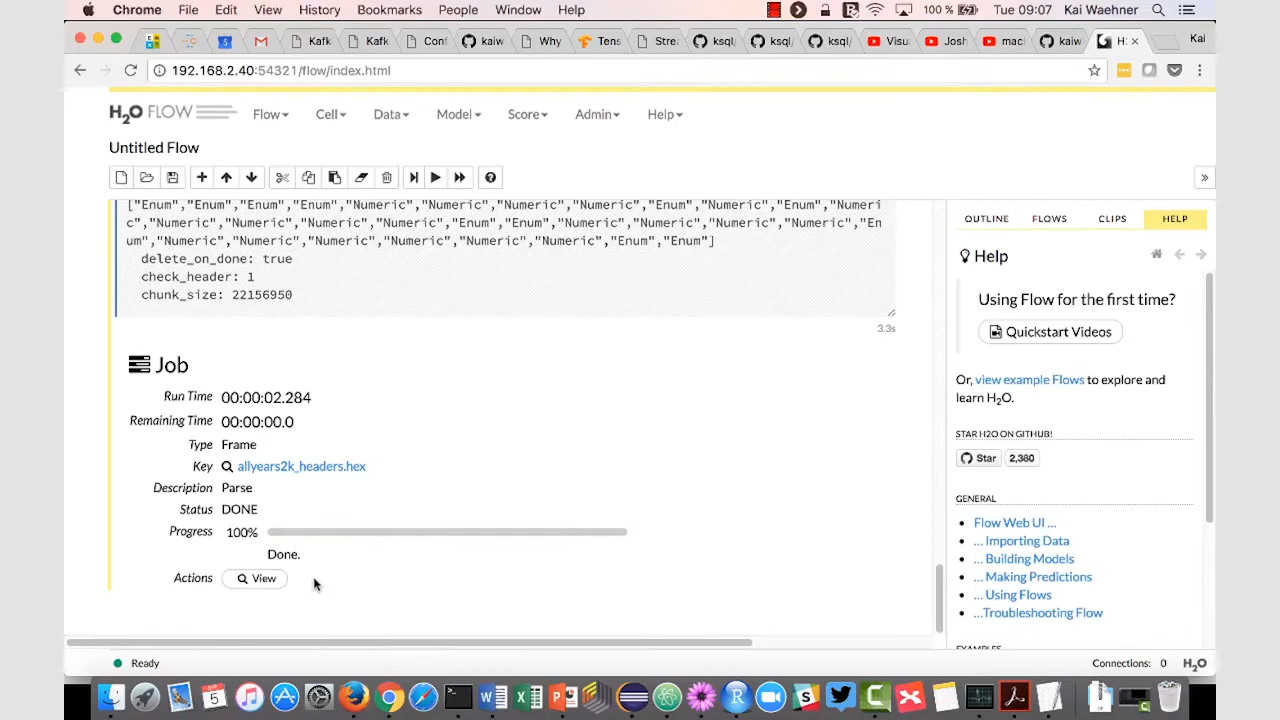 Chrome File Edit View History Bookmarks People Window Help 100 % Tue 09:07 Kai Waehner
Kafk Kafk Conf kaiw Why Tens Stre ksql/ ksql/ ksql/ Visu Josh mac kaiw H2 Kai
192.168.2.40:54321/flow/index.html
H2O FLOW Flow Cell Data Model Score Admin Help
Untitled Flow
["Enum","Enum","Enum","Enum","Numeric","Numeric","Numeric","Numeric","Enum","Numeric","Enum","Numeri
c","Numeric","Numeric","Numeric","Numeric","Enum","Enum","Numeric","Numeric","Numeric","Numeric","En
um","Numeric","Numeric","Numeric","Numeric","Numeric","Numeric","Enum","Enum"]
delete_on_done: true
check_header: 1
chunk_size: 22156950
3.3s
Job
Run Time 00:00:02.284
Remaining Time 00:00:00.0
Type Frame
Key allyears2k_headers.hex
Description Parse
Status DONE
Progress 100%
Done.
Actions View
OUTLINE FLOWS CLIPS HELP
Help
Using Flow for the first time?
Quickstart Videos
Or, view example Flows to explore and
learn H2O.
STAR H2O ON GITHUB!
Star 2,380
GENERAL
• Flow Web UI ...
• ... Importing Data
• ... Building Models
• ... Making Predictions
• ... Using Flows
• ...Troubleshooting Flow
EXAMPLES
Ready Connections: 0 H2O